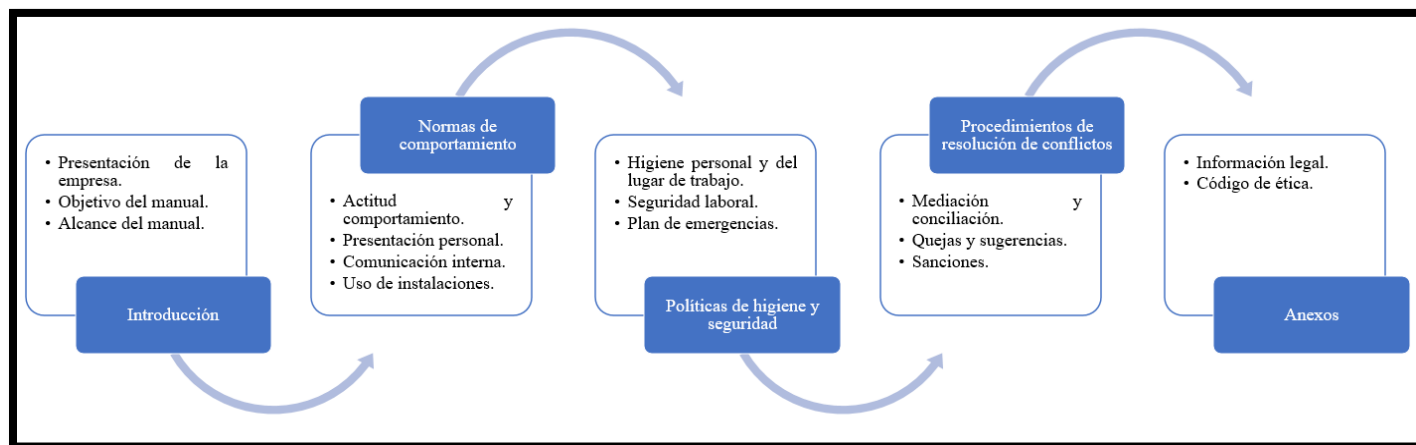 • Presentación de la
empresa.
• Objetivo del manual.
• Alcance del manual.
Introducción
Normas de
comportamiento
• Actitud y
comportamiento.
• Presentación personal.
• Comunicación interna.
• Uso de instalaciones.
• Higiene personal y del
lugar de trabajo.
• Seguridad laboral.
• Plan de emergencias.
Políticas de higiene y
seguridad
Procedimientos de
resolución de conflictos
• Mediación y
conciliación.
• Quejas y sugerencias.
• Sanciones.
• Información legal.
• Código de ética.
Anexos